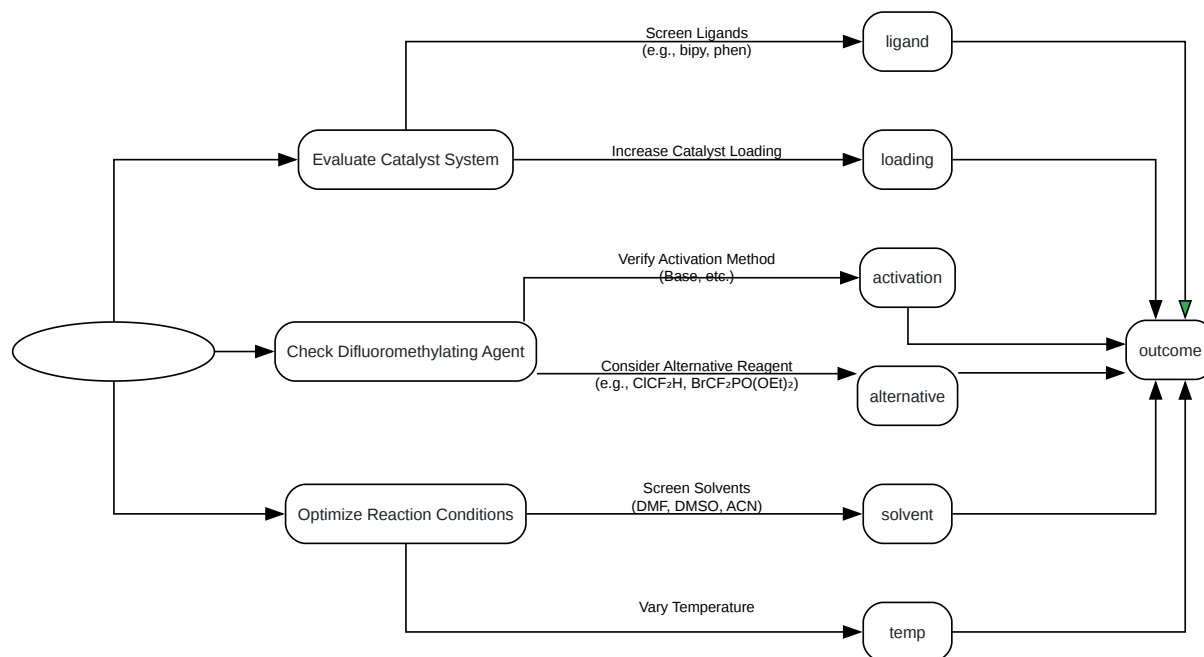 Screen Ligands
(e.g., bipy, phen)
ligand
Evaluate Catalyst System
Increase Catalyst Loading
loading
Verify Activation Method
(Base, etc.)
activation
Check Difluoromethylating Agent
outcome
Consider Alternative Reagent
(e.g., ClCF₂H, BrCF₂PO(OEt)₂)
alternative
Optimize Reaction Conditions
Screen Solvents
(DMF, DMSO, ACN)
solvent
Vary Temperature
temp